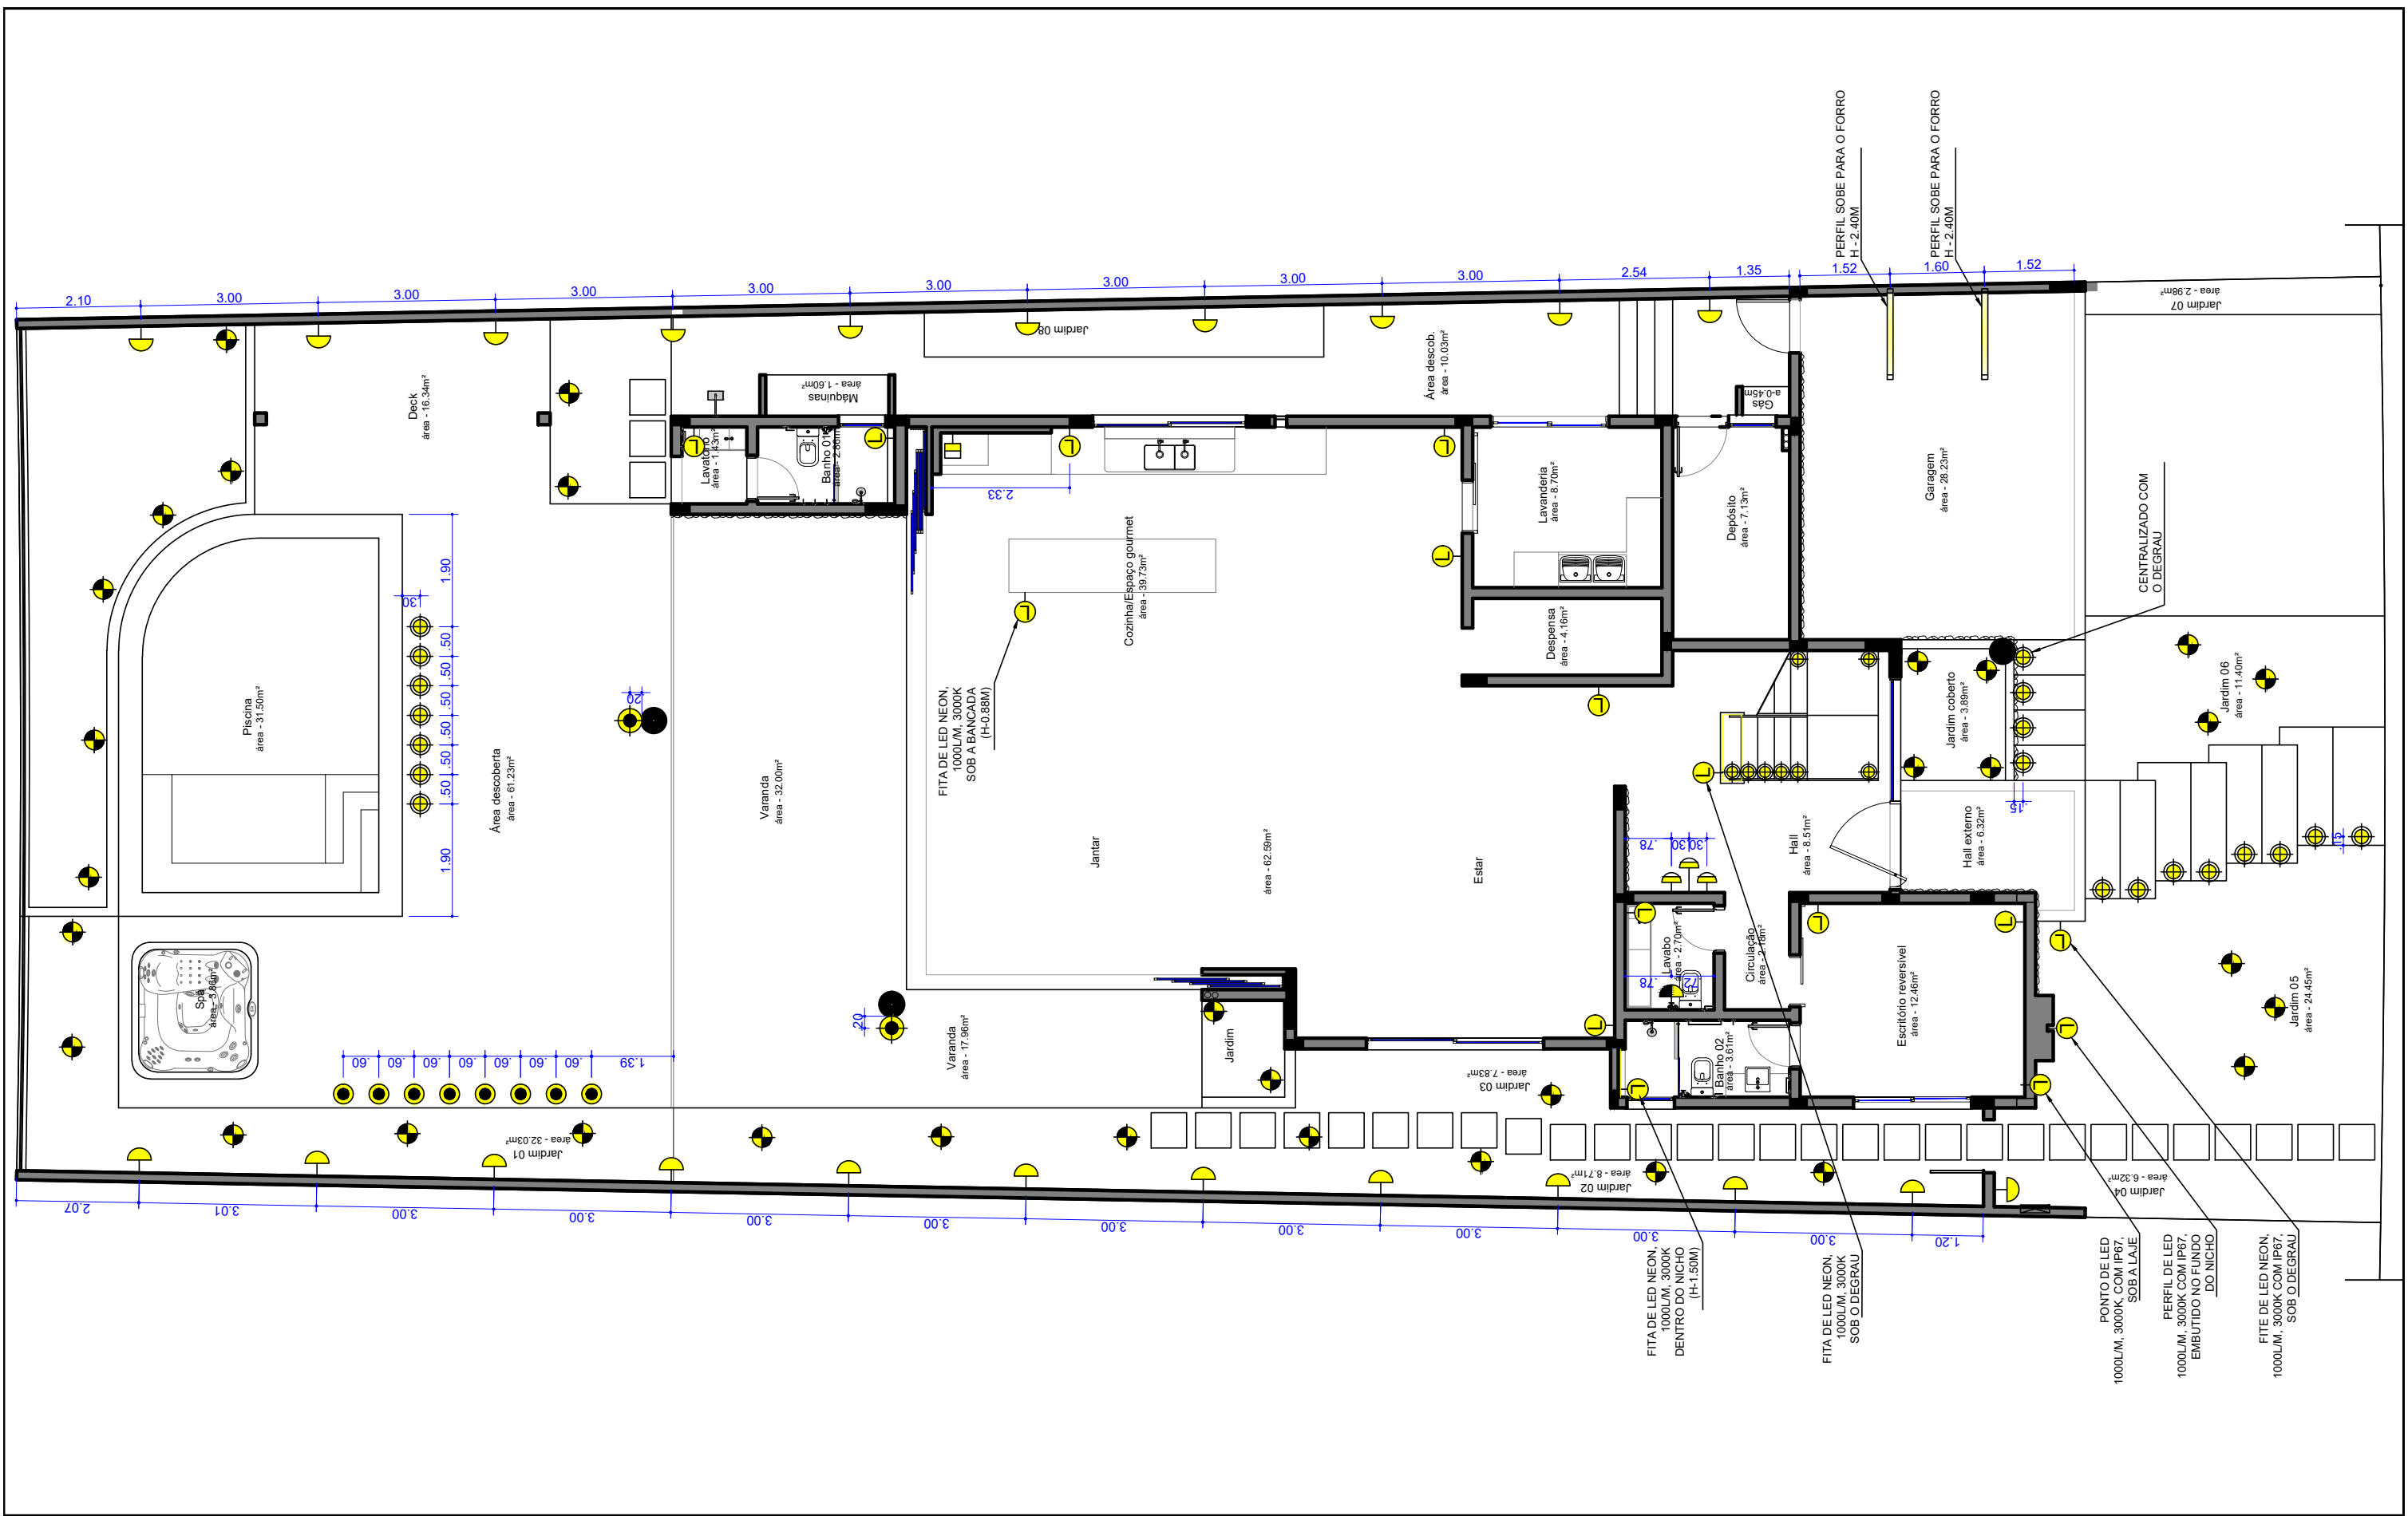 2.10
3.00
3.00
3.00
3.00
3.00
3.00
3.00
3.00
2.54
1.35
1.52
1.60
1.52
PERFIL SOBE PARA O FORRO
H - 2.40M
PERFIL SOBE PARA O FORRO
H - 2.40M
Jardim 07
área - 2.98m²
Deck
área - 16.34m²
Máquinas
área - 1.60m²
Jardim 08
Área descob.
área - 10.03m²
Gás
a-0.45m²
Lavatório
área - 1.43m²
Banho 01
área - 2.86m²
L
L
L
L
2.33
Lavanderia
área - 8.70m²
Depósito
área - 7.13m²
Garagem
área - 28.23m²
CENTRALIZADO COM
O DEGRAU
Cozinha/Espaço gourmet
área - 39.73m²
L
L
FITA DE LED NEON,
1000L/M, 3000K
SOB A BANCADA
(H-0.88M)
Despensa
área - 4.16m²
L
1.90
.30
.50
.50
.50
.50
.50
.50
1.90
Piscina
área - 31.50m²
.20
Área descoberta
área - 61.23m²
Varanda
área - 32.00m²
Jantar
área - 62.59m²
Estar
L
Jardim coberto
área - 3.89m²
Jardim 06
área - 11.40m²
.15
.15
Hall
área - 8.51m²
Hall externo
área - 6.32m²
.78
.30
.30
L
Lavabo
área - 2.70m²
.78
.72
Circulação
área - 2.18m²
L
L
L
Escritório reversível
área - 12.46m²
L
L
Jardim 05
área - 24.45m²
Spa
área - 3.86m²
.20
Varanda
área - 17.96m²
Jardim
L
L
Banho 02
área - 3.61m²
.60
.60
.60
.60
.60
.60
.60
1.39
Jardim 03
área - 7.83m²
Jardim 01
área - 32.03m²
Jardim 02
área - 8.71m²
Jardim 04
área - 6.32m²
2.07
3.01
3.00
3.00
3.00
3.00
3.00
3.00
3.00
3.00
3.00
1.20
FITA DE LED NEON,
1000L/M, 3000K
DENTRO DO NICHO
(H-1.50M)
FITA DE LED NEON,
1000L/M, 3000K
SOB O DEGRAU
PONTO DE LED
1000L/M, 3000K, COM IP67,
SOB A LAJE
PERFIL DE LED
1000L/M, 3000K COM IP67,
EMBUTIDO NO FUNDO
DO NICHO
FITE DE LED NEON,
1000L/M, 3000K COM IP67,
SOB O DEGRAU